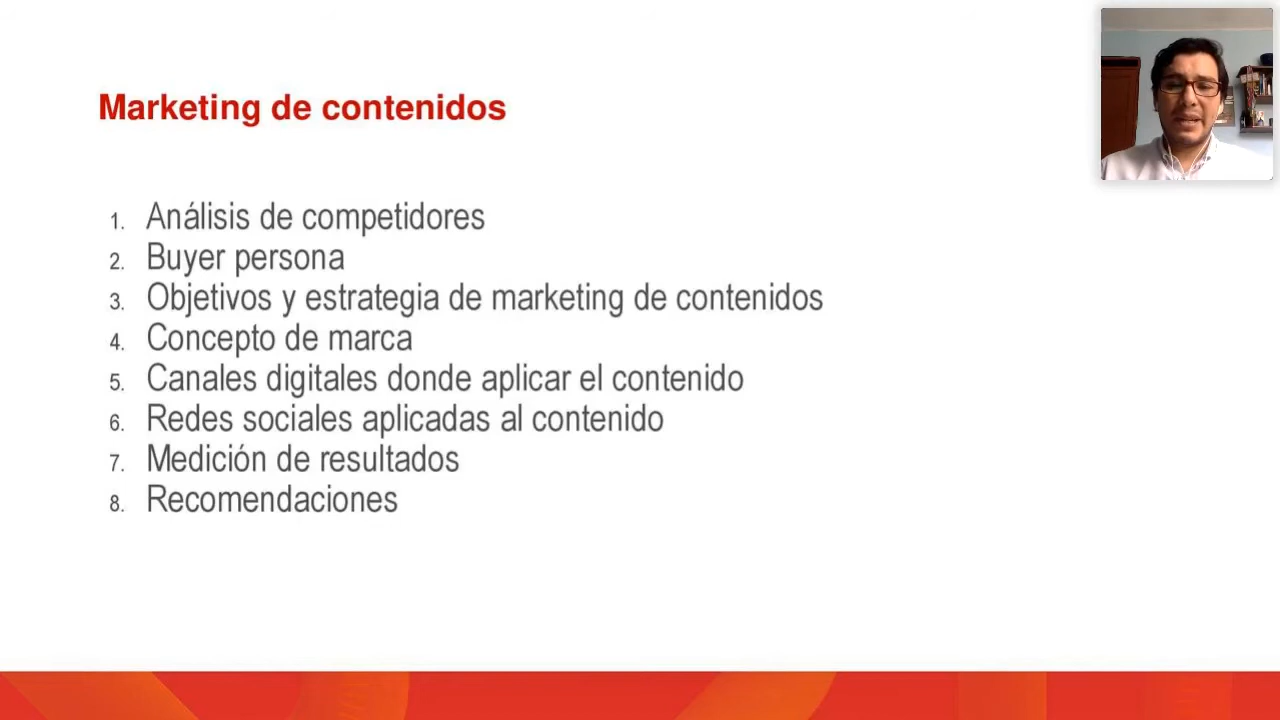 Marketing de contenidos
1. Análisis de competidores
2. Buyer persona
3. Objetivos y estrategia de marketing de contenidos
4. Concepto de marca
5. Canales digitales donde aplicar el contenido
6. Redes sociales aplicadas al contenido
7. Medición de resultados
8. Recomendaciones